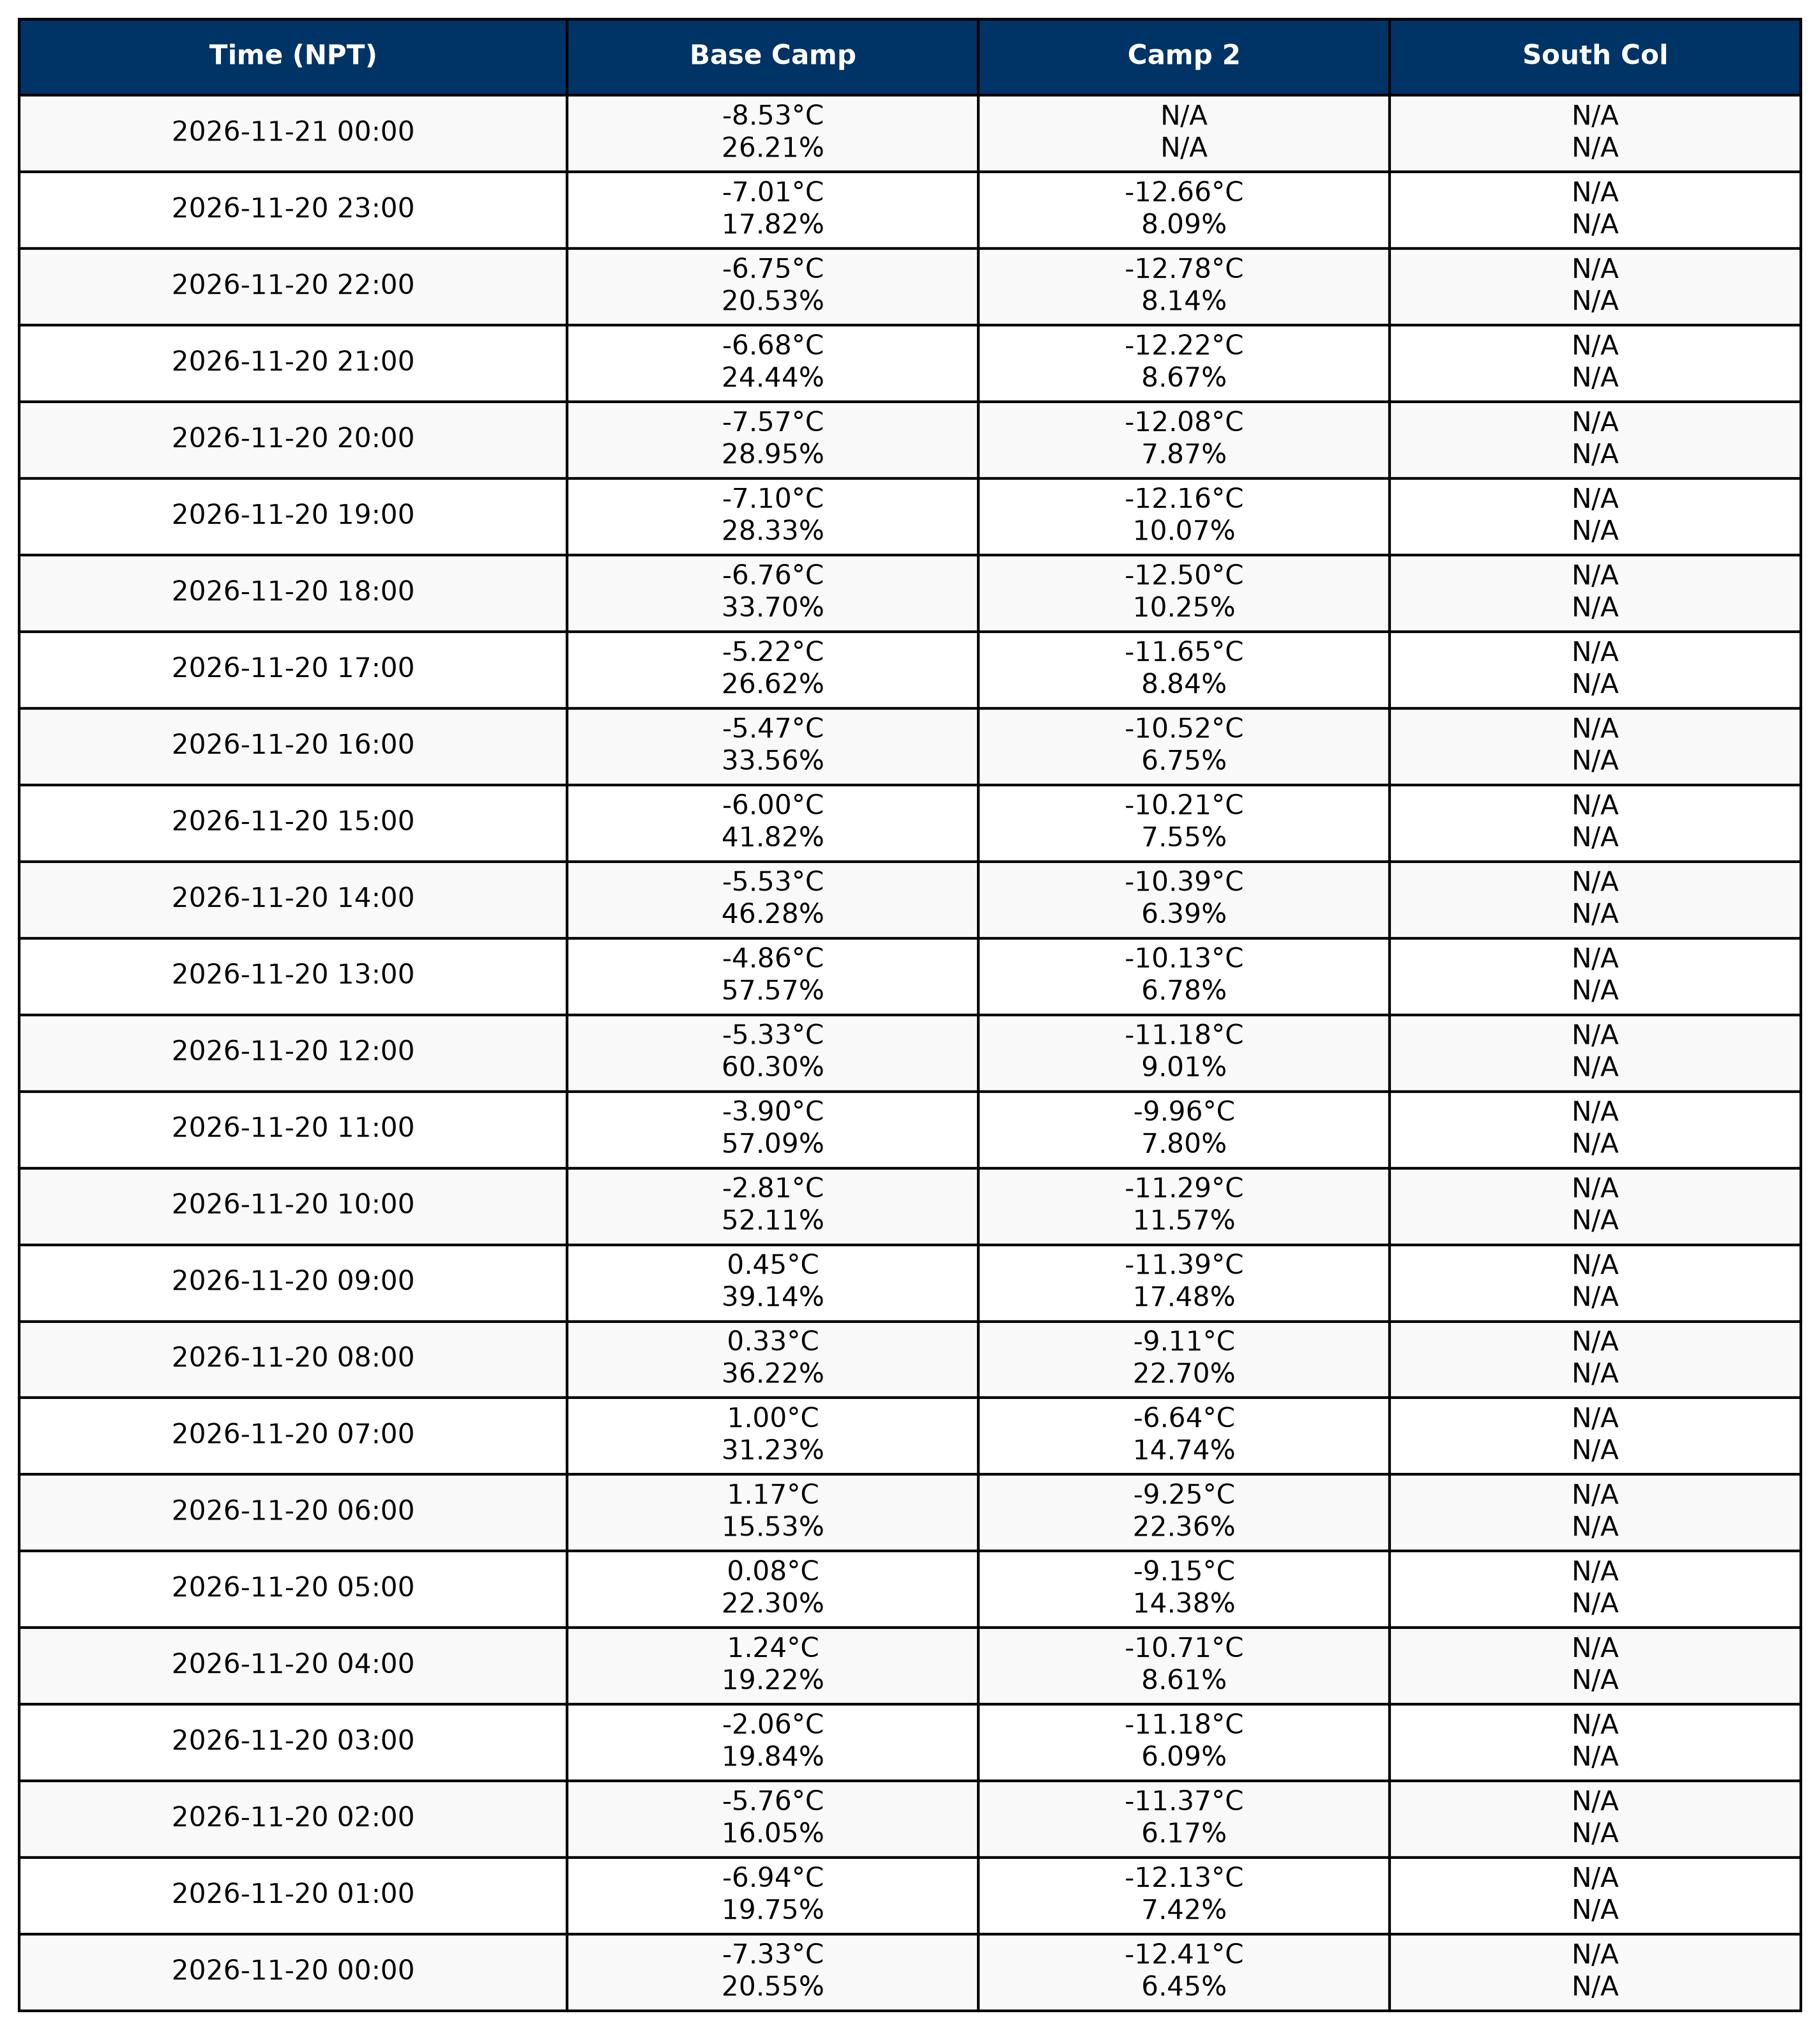 Time (NPT) Base Camp Camp 2 South Col
2026-11-21 00:00 -8.53°C N/A N/A
26.21% N/A N/A
2026-11-20 23:00 -7.01°C -12.66°C N/A
17.82% 8.09% N/A
2026-11-20 22:00 -6.75°C -12.78°C N/A
20.53% 8.14% N/A
2026-11-20 21:00 -6.68°C -12.22°C N/A
24.44% 8.67% N/A
2026-11-20 20:00 -7.57°C -12.08°C N/A
28.95% 7.87% N/A
2026-11-20 19:00 -7.10°C -12.16°C N/A
28.33% 10.07% N/A
2026-11-20 18:00 -6.76°C -12.50°C N/A
33.70% 10.25% N/A
2026-11-20 17:00 -5.22°C -11.65°C N/A
26.62% 8.84% N/A
2026-11-20 16:00 -5.47°C -10.52°C N/A
33.56% 6.75% N/A
2026-11-20 15:00 -6.00°C -10.21°C N/A
41.82% 7.55% N/A
2026-11-20 14:00 -5.53°C -10.39°C N/A
46.28% 6.39% N/A
2026-11-20 13:00 -4.86°C -10.13°C N/A
57.57% 6.78% N/A
2026-11-20 12:00 -5.33°C -11.18°C N/A
60.30% 9.01% N/A
2026-11-20 11:00 -3.90°C -9.96°C N/A
57.09% 7.80% N/A
2026-11-20 10:00 -2.81°C -11.29°C N/A
52.11% 11.57% N/A
2026-11-20 09:00 0.45°C -11.39°C N/A
39.14% 17.48% N/A
2026-11-20 08:00 0.33°C -9.11°C N/A
36.22% 22.70% N/A
2026-11-20 07:00 1.00°C -6.64°C N/A
31.23% 14.74% N/A
2026-11-20 06:00 1.17°C -9.25°C N/A
15.53% 22.36% N/A
2026-11-20 05:00 0.08°C -9.15°C N/A
22.30% 14.38% N/A
2026-11-20 04:00 1.24°C -10.71°C N/A
19.22% 8.61% N/A
2026-11-20 03:00 -2.06°C -11.18°C N/A
19.84% 6.09% N/A
2026-11-20 02:00 -5.76°C -11.37°C N/A
16.05% 6.17% N/A
2026-11-20 01:00 -6.94°C -12.13°C N/A
19.75% 7.42% N/A
2026-11-20 00:00 -7.33°C -12.41°C N/A
20.55% 6.45% N/A